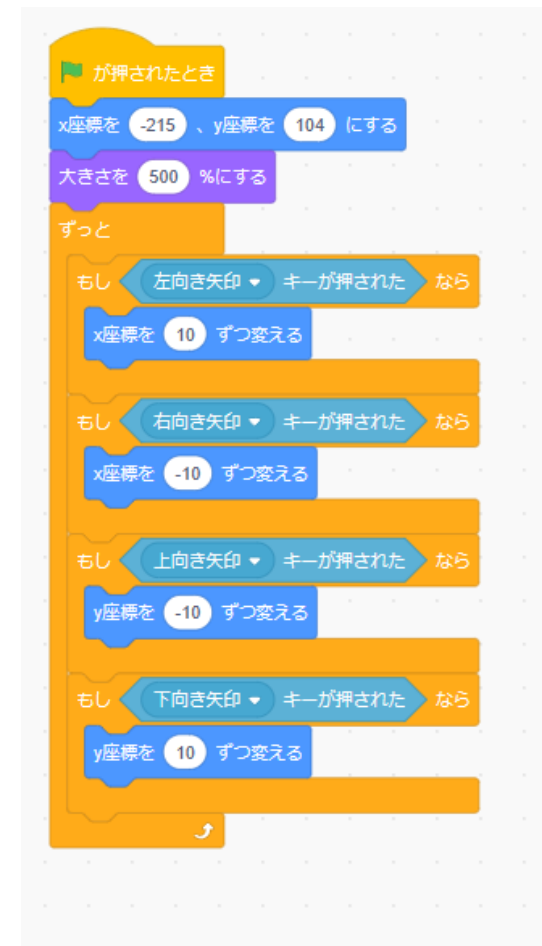 が押されたとき
x座標を -215 、y座標を 104 にする
大きさを 500 %にする
ずっと
もし 左向き矢印 キーが押された なら
x座標を 10 ずつ変える
もし 右向き矢印 キーが押された なら
x座標を -10 ずつ変える
もし 上向き矢印 キーが押された なら
y座標を -10 ずつ変える
もし 下向き矢印 キーが押された なら
y座標を 10 ずつ変える